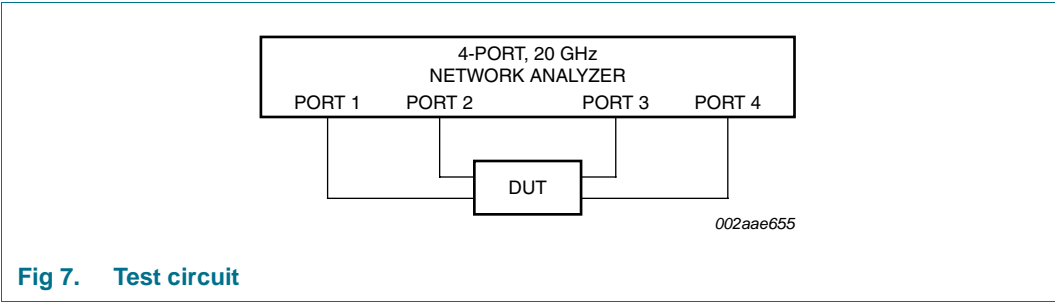 4-PORT, 20 GHz
NETWORK ANALYZER
PORT 1 PORT 2 PORT 3 PORT 4
DUT
002aae655
Fig 7. Test circuit